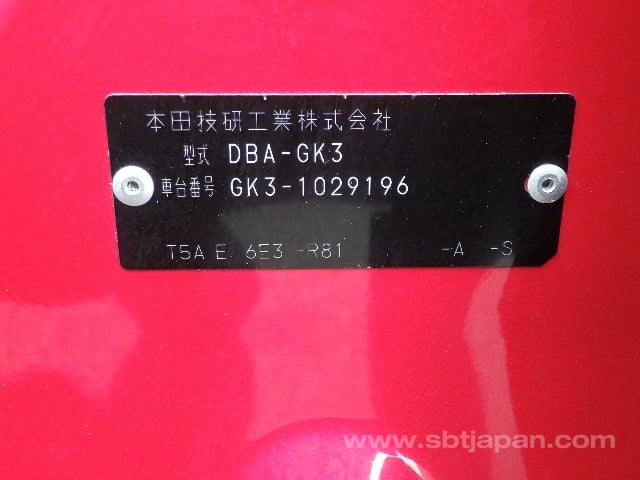 本田技研工業株式会社
型式 DBA-GK3
車台番号 GK3-1029196
T5A E 6E3 -R81 -A -S
www.sbtjapan.com